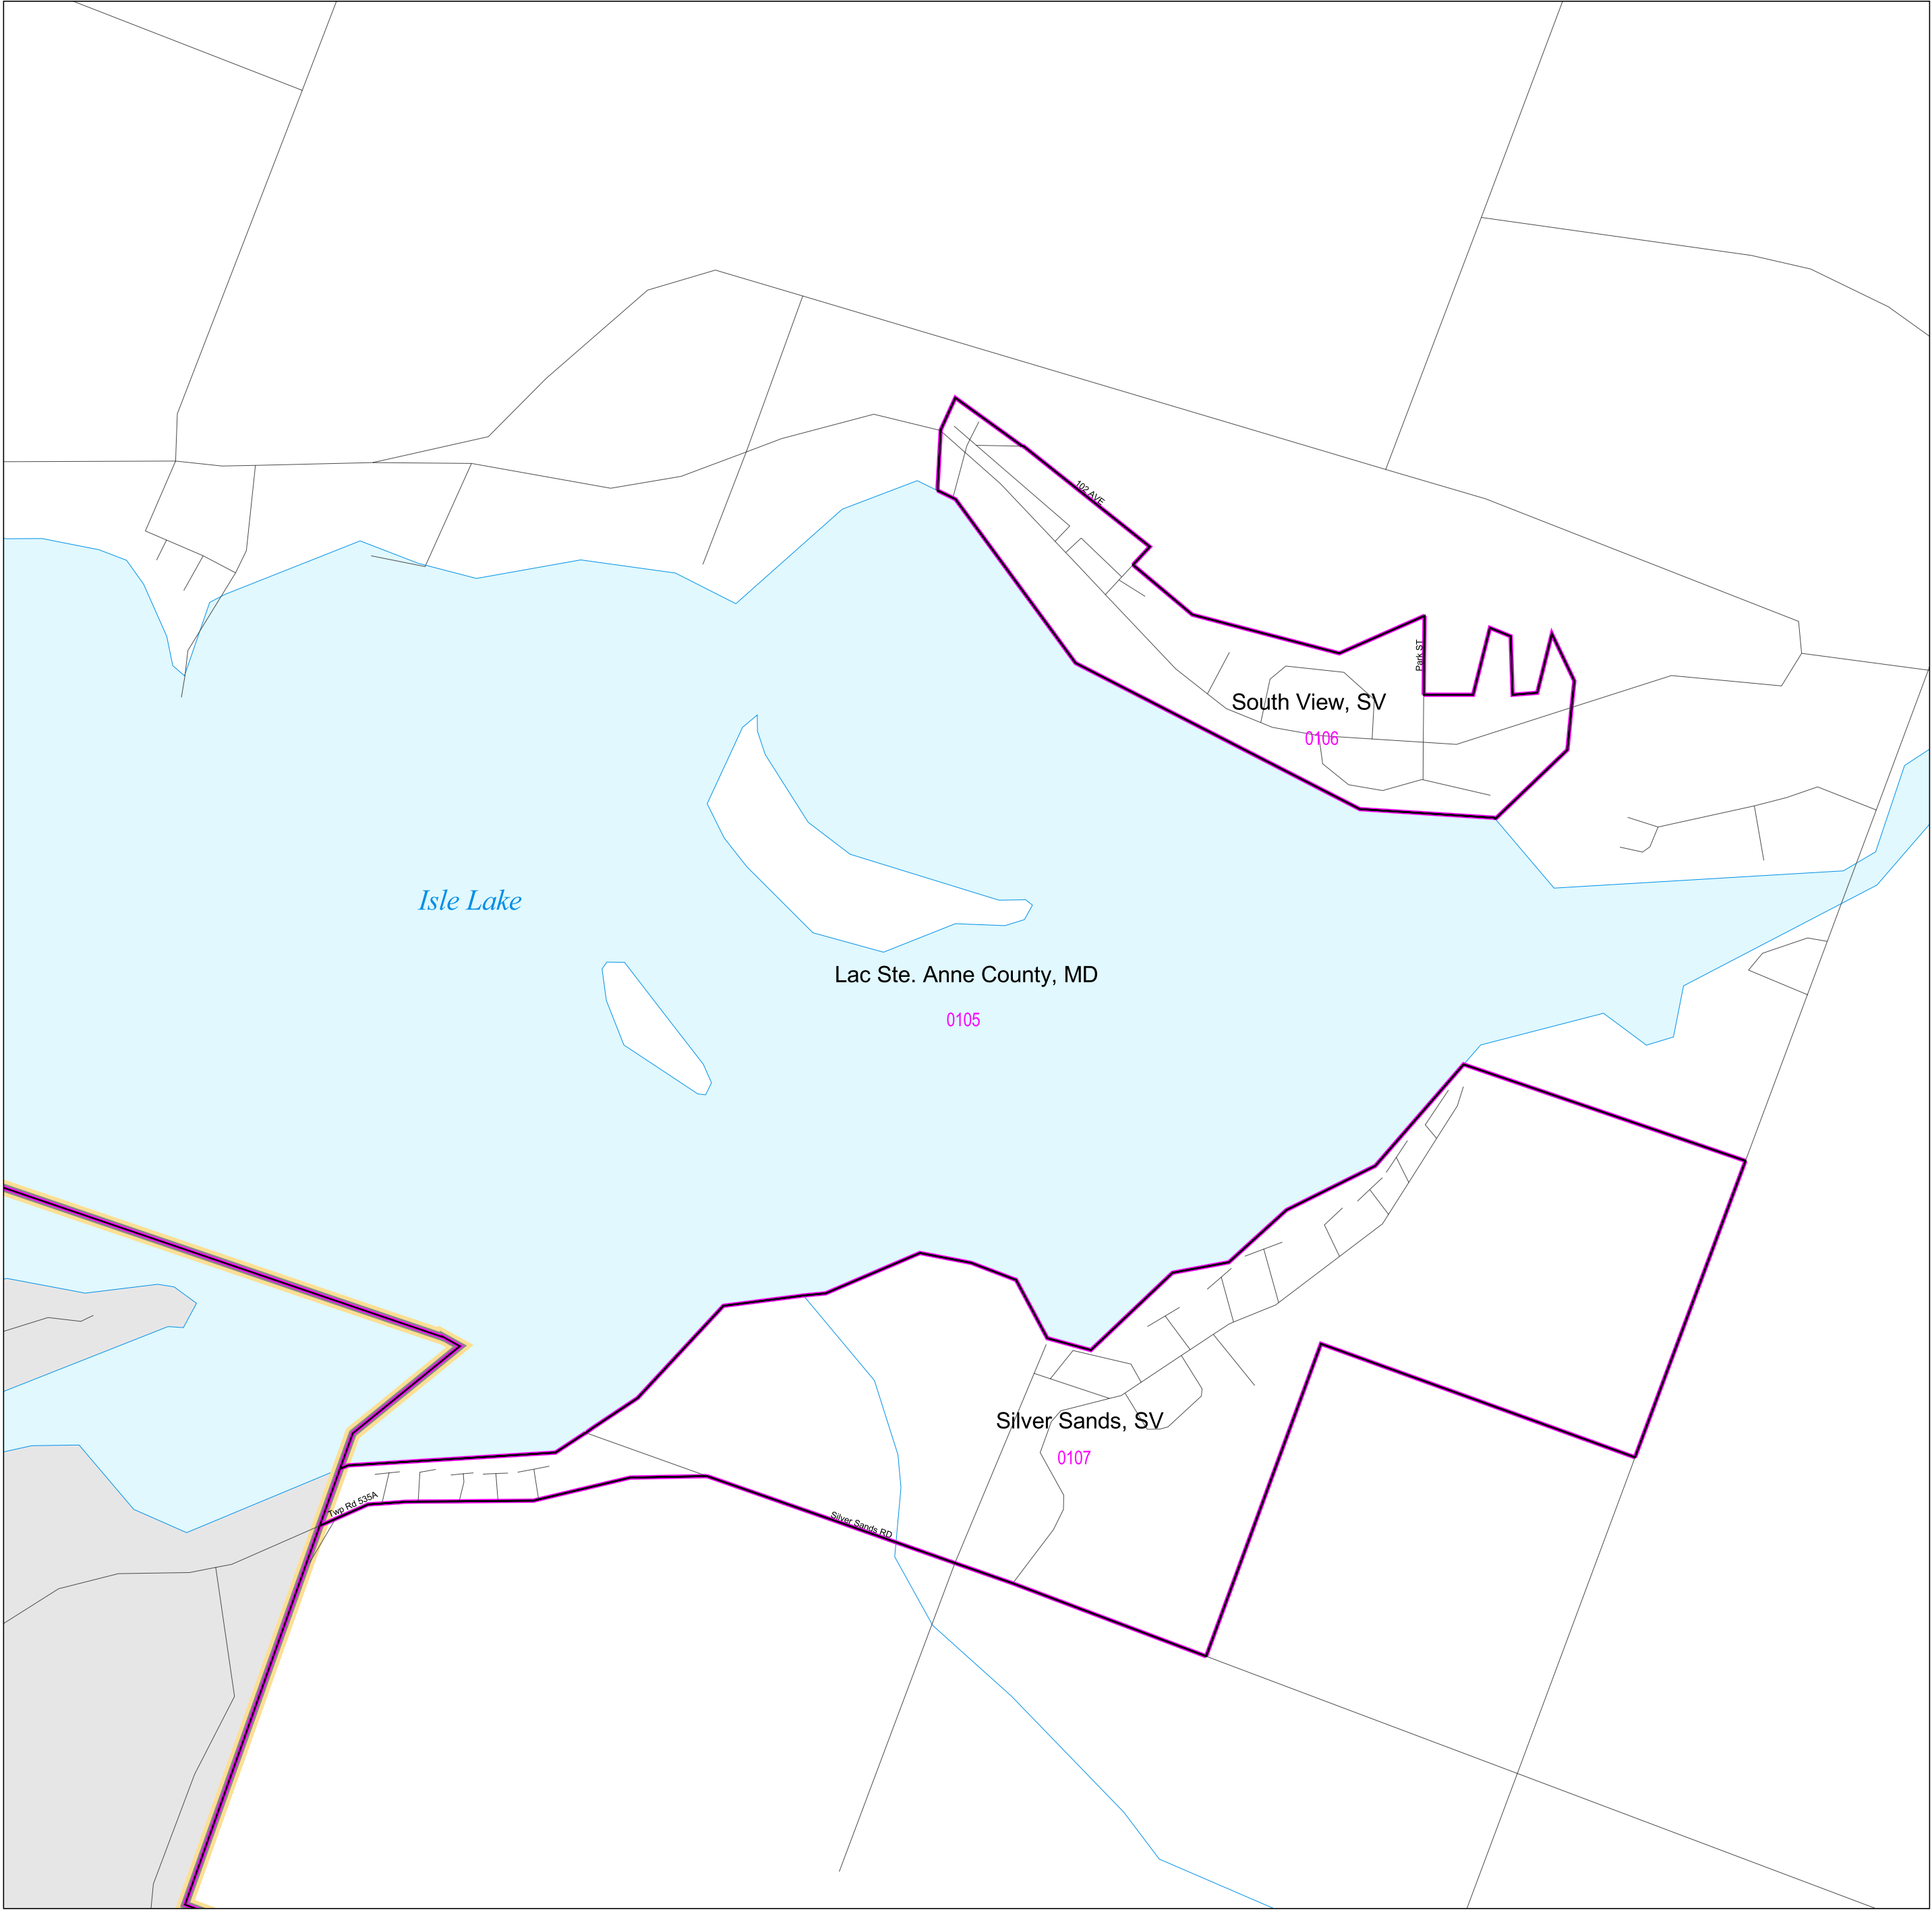 102 AVE
Park ST
South View, SV
0106
Isle Lake
Lac Ste. Anne County, MD
0105
Silver Sands, SV
0107
Twp Rd 535A
Silver Sands RD